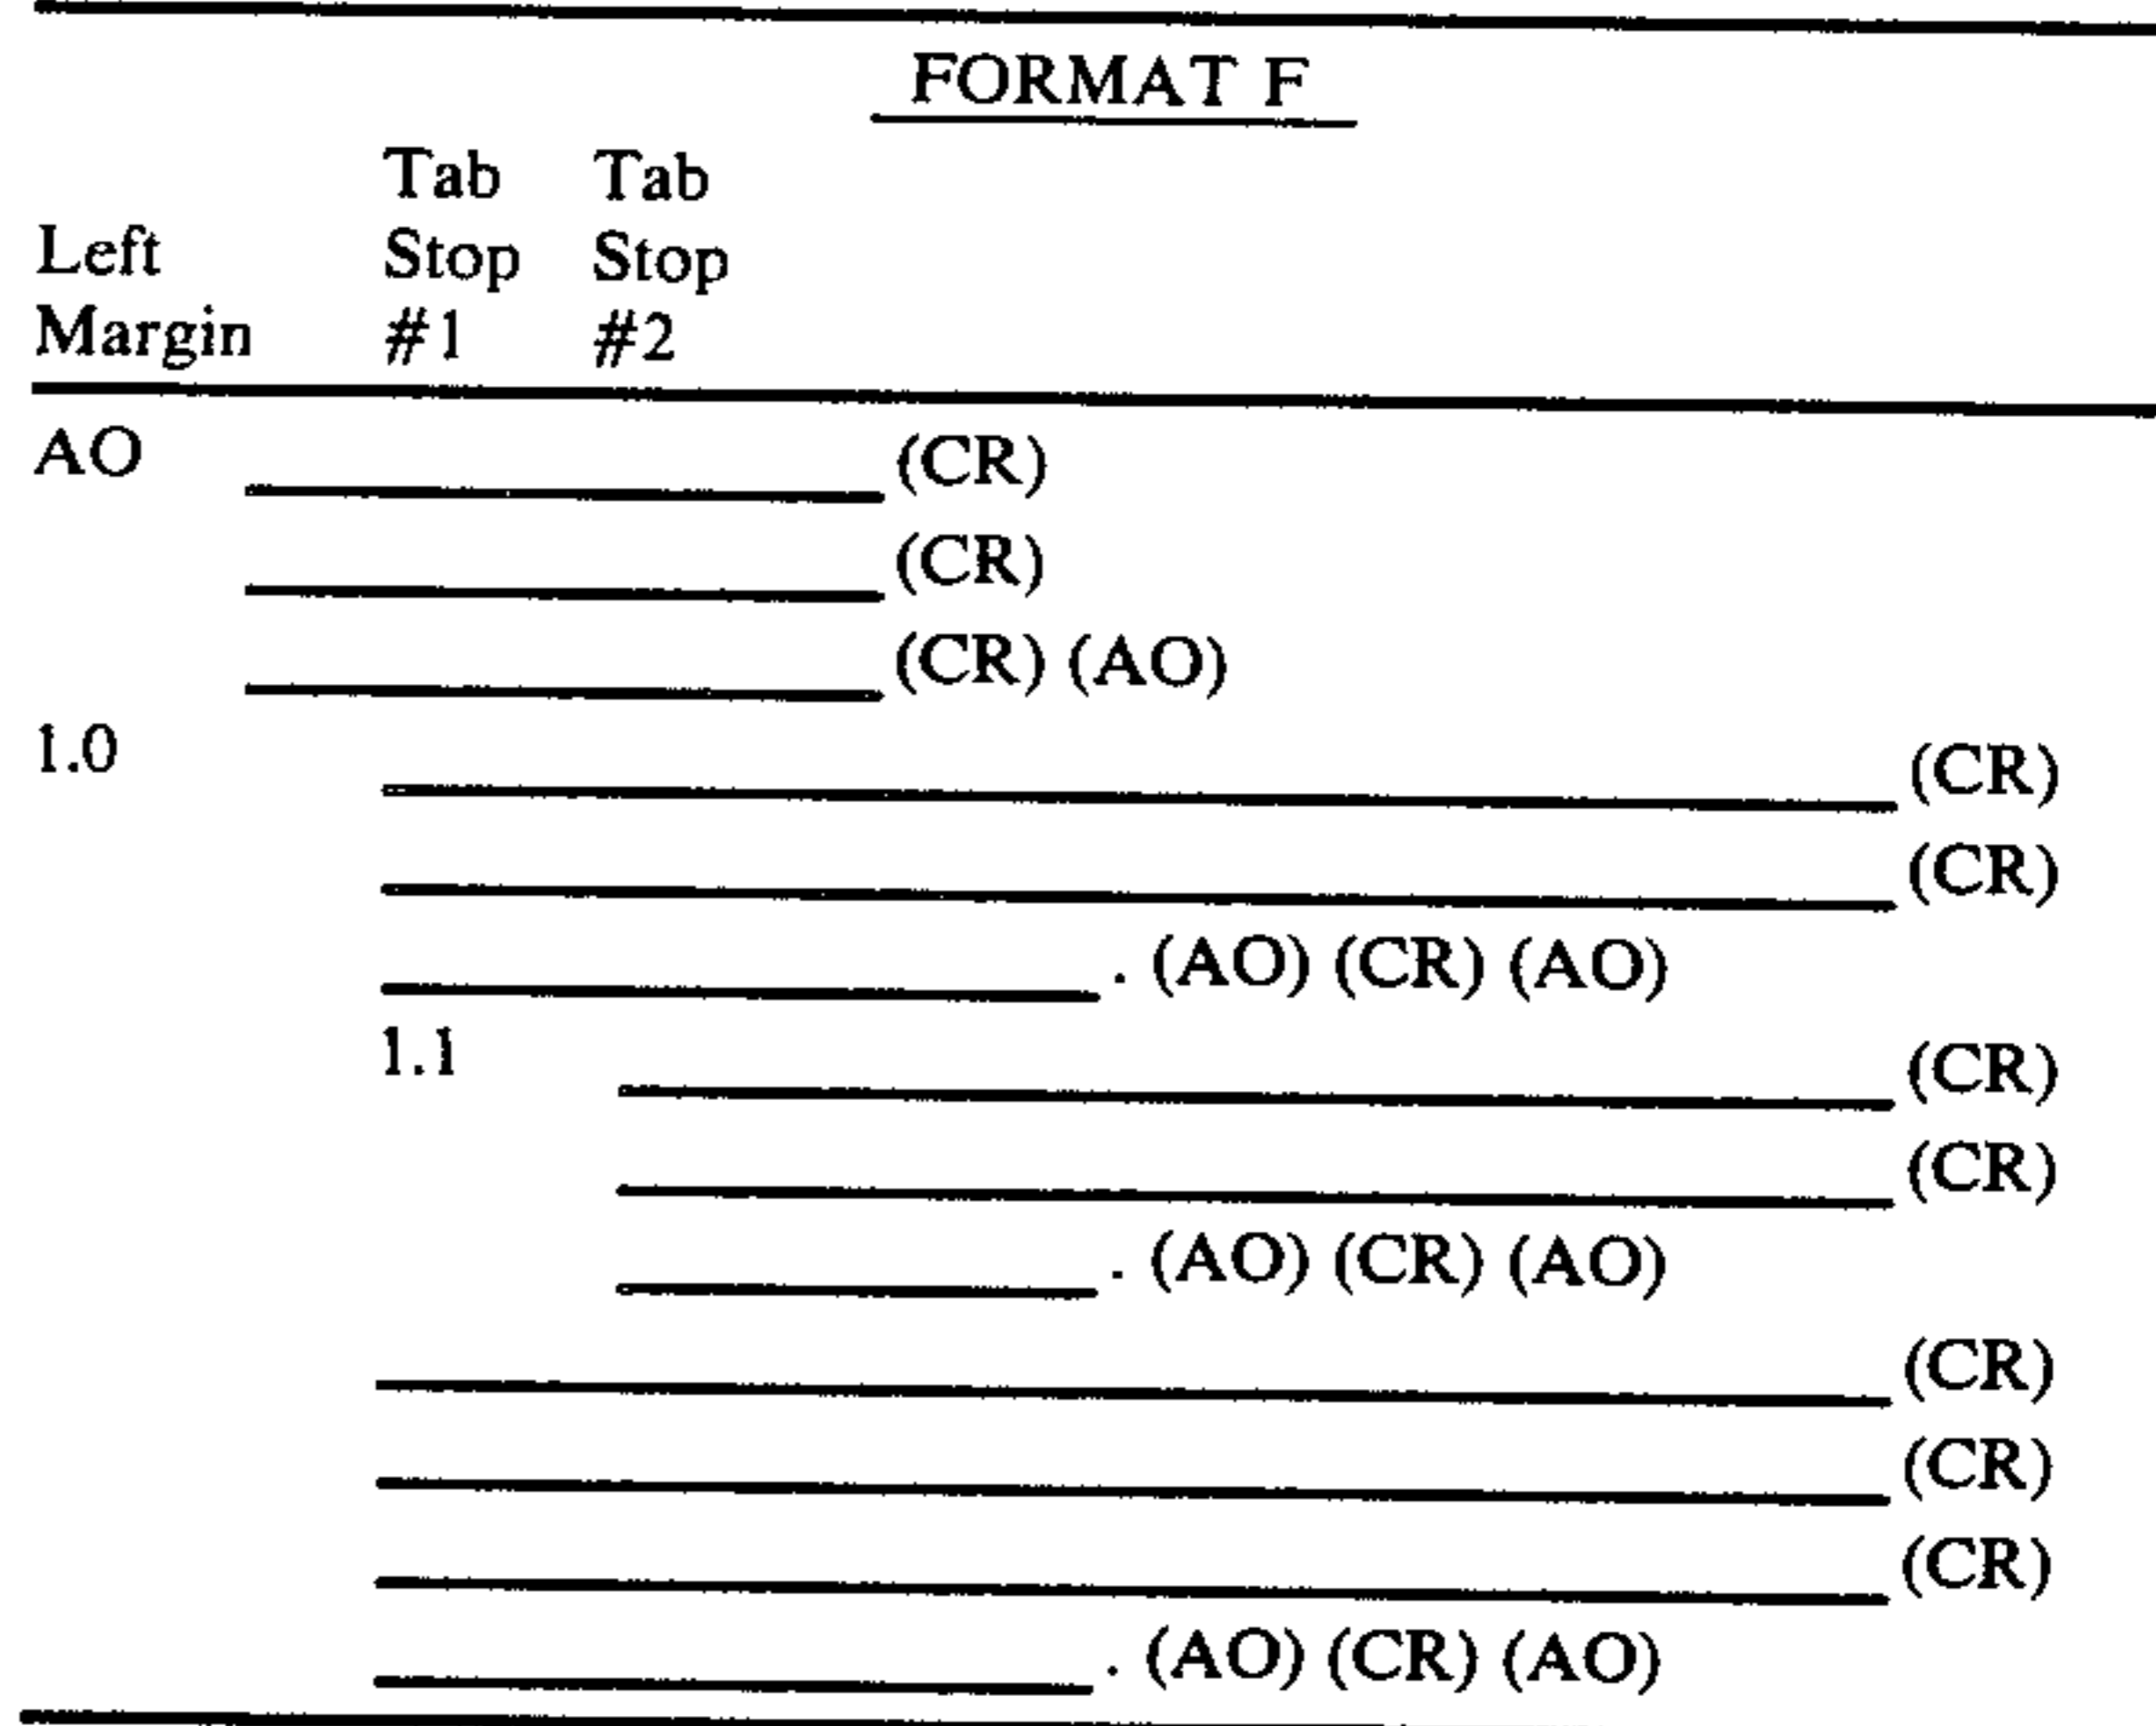 FORMAT F
Tab Tab
Left Stop Stop
Margin #1 #2
AO (CR)
(CR)
(CR) (AO)
1.0 (CR)
(CR)
. (AO) (CR) (AO)
1.1 (CR)
(CR)
. (AO) (CR) (AO)
(CR)
(CR)
(CR)
. (AO) (CR) (AO)